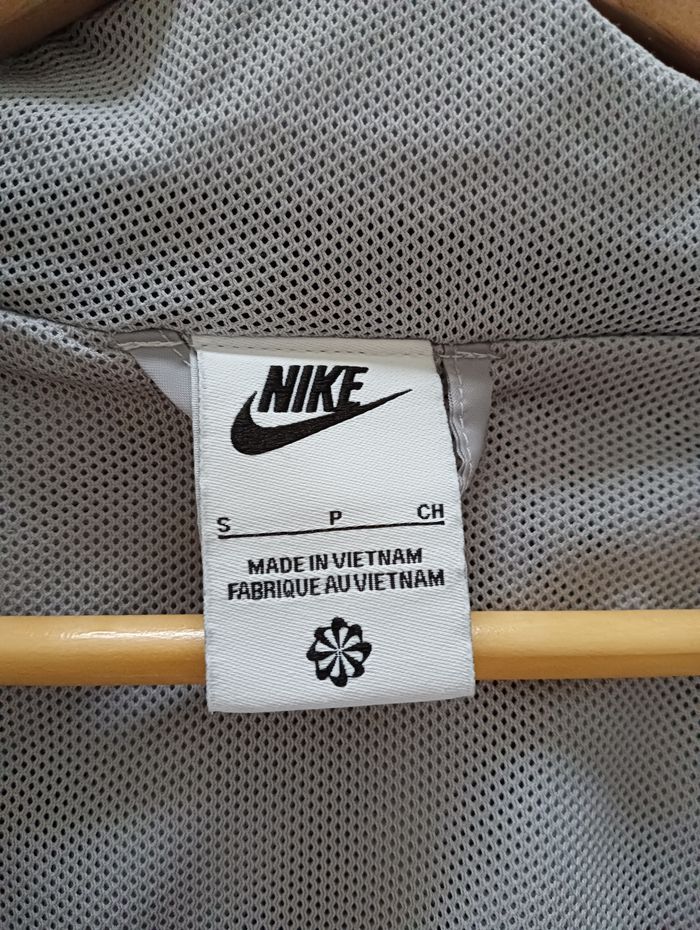 NIKE
S P CH
MADE IN VIETNAM
FABRIQUE AU VIETNAM